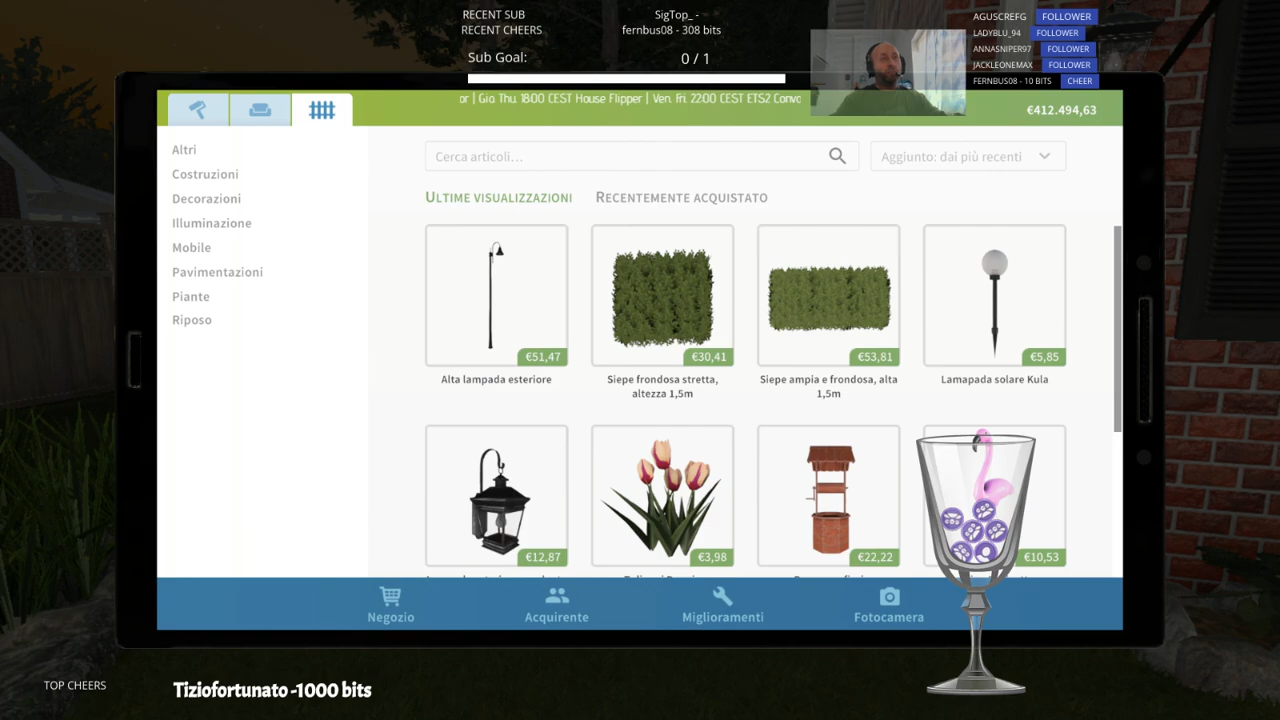 RECENT SUB
SigTop_ -
RECENT CHEERS
fernbus08 - 308 bits
Sub Goal:
0 / 1
AGUSCREFG FOLLOWER
LADYBLU_94 FOLLOWER
ANNASNIPER97 FOLLOWER
JACKLEONEMAX FOLLOWER
FERNBUS08 - 10 BITS CHEER
or | Gio Thu. 18:00 CEST House Flipper | Ven. Fri. 22:00 CEST ETS2 Convo
€412.494,63
Altri
Costruzioni
Decorazioni
Illuminazione
Mobile
Pavimentazioni
Piante
Riposo
Cerca articoli...
Aggiunto: dai più recenti
ULTIME VISUALIZZAZIONI
RECENTEMENTE ACQUISTATO
€51,47
€30,41
€53,81
€5,85
Alta lampada esteriore
Siepe frondosa stretta,
altezza 1,5m
Siepe ampia e frondosa, alta
1,5m
Lamapada solare Kula
€12,87
€3,98
€22,22
€10,53
Negozio
Acquirente
Miglioramenti
Fotocamera
TOP CHEERS
Tiziofortunato -1000 bits